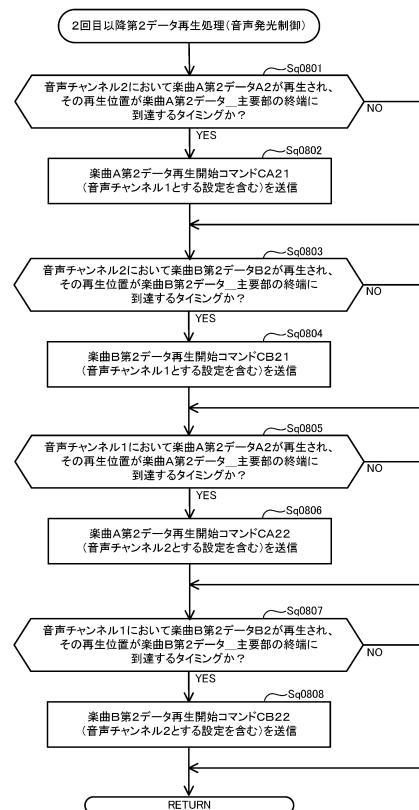 2回目以降第2データ再生処理(音声発光制御)
Sq0801
音声チャンネル2において楽曲A第2データA2が再生され、
その再生位置が楽曲A第2データ__主要部の終端に
到達するタイミングか?
NO
YES
Sq0802
楽曲A第2データ再生開始コマンドCA21
(音声チャンネル1とする設定を含む)を送信
Sq0803
音声チャンネル2において楽曲B第2データB2が再生され、
その再生位置が楽曲B第2データ__主要部の終端に
到達するタイミングか?
NO
YES
Sq0804
楽曲B第2データ再生開始コマンドCB21
(音声チャンネル1とする設定を含む)を送信
Sq0805
音声チャンネル1において楽曲A第2データA2が再生され、
その再生位置が楽曲A第2データ__主要部の終端に
到達するタイミングか?
NO
YES
Sq0806
楽曲A第2データ再生開始コマンドCA22
(音声チャンネル2とする設定を含む)を送信
Sq0807
音声チャンネル1において楽曲B第2データB2が再生され、
その再生位置が楽曲B第2データ__主要部の終端に
到達するタイミングか?
NO
YES
Sq0808
楽曲B第2データ再生開始コマンドCB22
(音声チャンネル2とする設定を含む)を送信
RETURN